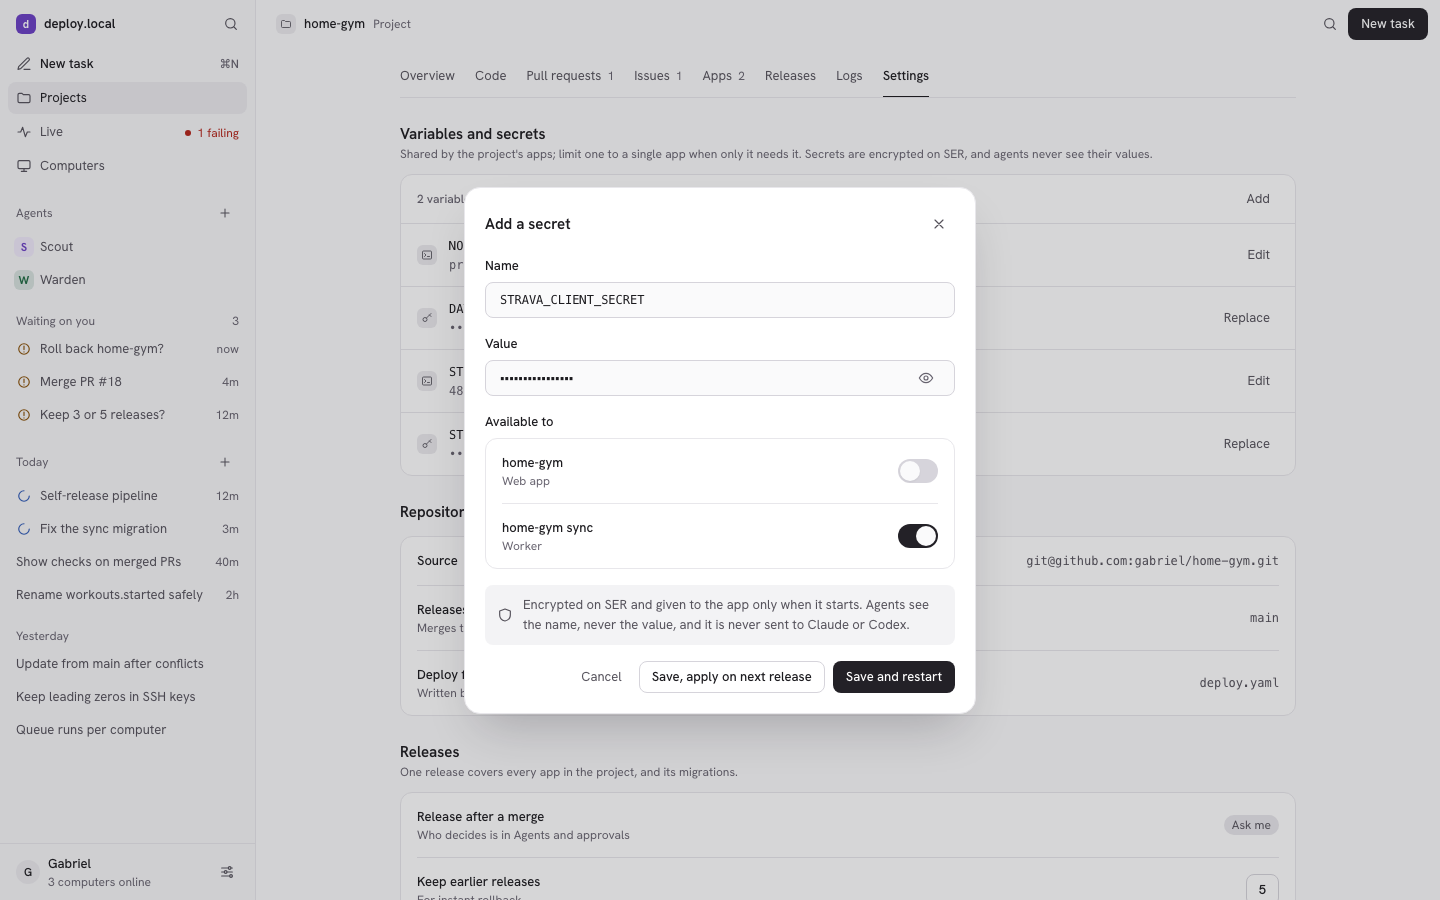 d deploy.local
New task ⌘N
Projects
Live 1 failing
Computers
Agents
S Scout
W Warden
Waiting on you 3
Roll back home-gym? now
Merge PR #18 4m
Keep 3 or 5 releases? 12m
Today
Self-release pipeline 12m
Fix the sync migration 3m
Show checks on merged PRs 40m
Rename workouts.started safely 2h
Yesterday
Update from main after conflicts
Keep leading zeros in SSH keys
Queue runs per computer
G Gabriel
3 computers online
home-gym Project
New task
Overview Code Pull requests 1 Issues 1 Apps 2 Releases Logs Settings
Variables and secrets
Shared by the project's apps; limit one to a single app when only it needs it. Secrets are encrypted on SER, and agents never see their values.
Add
Edit
Replace
Edit
Replace
Source git@github.com:gabriel/home-gym.git
main
deploy.yaml
Releases
One release covers every app in the project, and its migrations.
Release after a merge
Who decides is in Agents and approvals
Ask me
Keep earlier releases
For instant rollback
5
Add a secret
Name
STRAVA_CLIENT_SECRET
Value
••••••••••••••••
Available to
home-gym
Web app
home-gym sync
Worker
Encrypted on SER and given to the app only when it starts. Agents see
the name, never the value, and it is never sent to Claude or Codex.
Cancel Save, apply on next release Save and restart